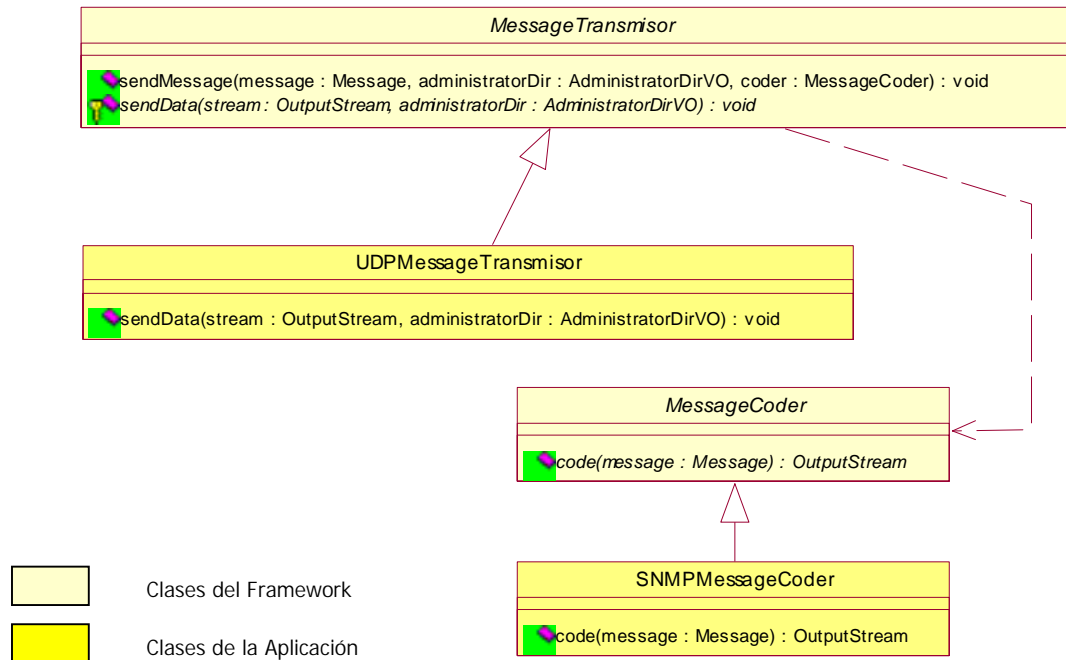 MessageTransmisor
sendMessage(message : Message, administratorDir : AdministratorDirVO, coder : MessageCoder) : void
sendData(stream : OutputStream, administratorDir : AdministratorDirVO) : void
UDPMessageTransmisor
sendData(stream : OutputStream, administratorDir : AdministratorDirVO) : void
MessageCoder
code(message : Message) : OutputStream
SNMPMessageCoder
code(message : Message) : OutputStream
Clases del Framework
Clases de la Aplicación